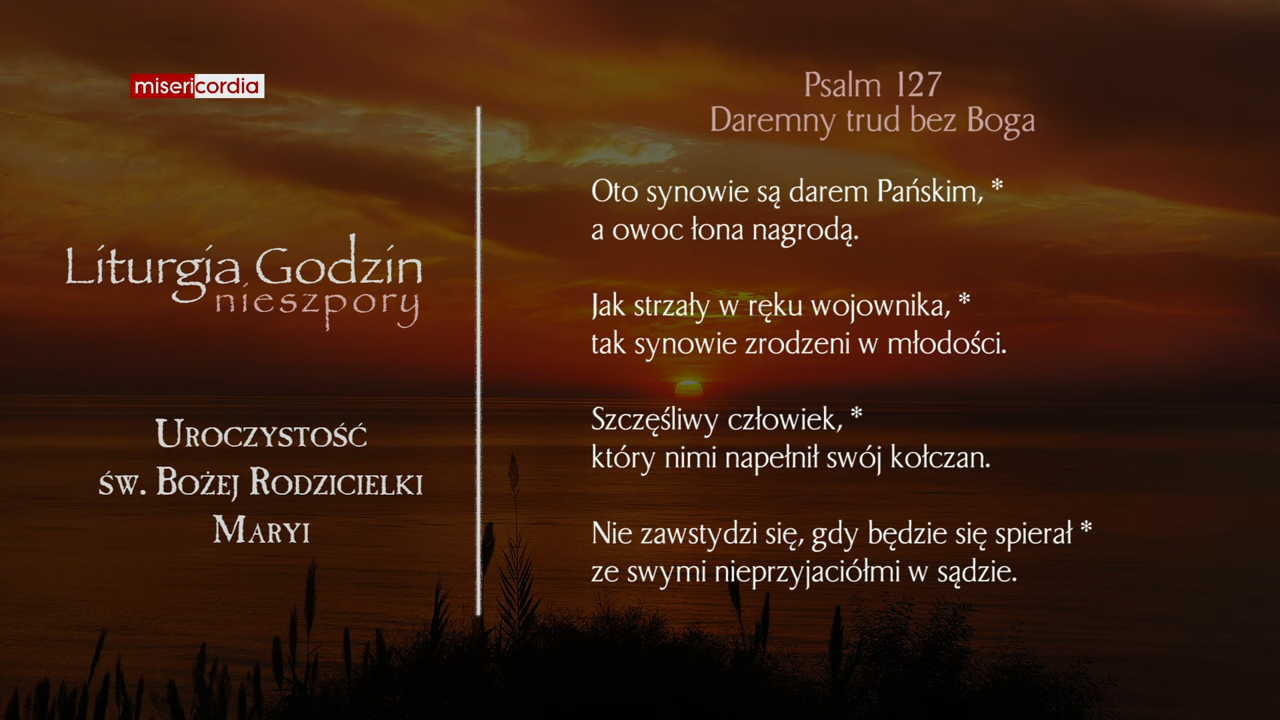 misericordia
Liturgia Godzin
nieszpory
Uroczystość
św. Bożej Rodzicielki
Maryi
Psalm 127
Daremny trud bez Boga
Oto synowie są darem Pańskim, *
a owoc łona nagrodą.
Jak strzały w ręku wojownika, *
tak synowie zrodzeni w młodości.
Szczęśliwy człowiek, *
który nimi napełnił swój kołczan.
Nie zawstydzi się, gdy będzie się spierał *
ze swymi nieprzyjaciółmi w sądzie.